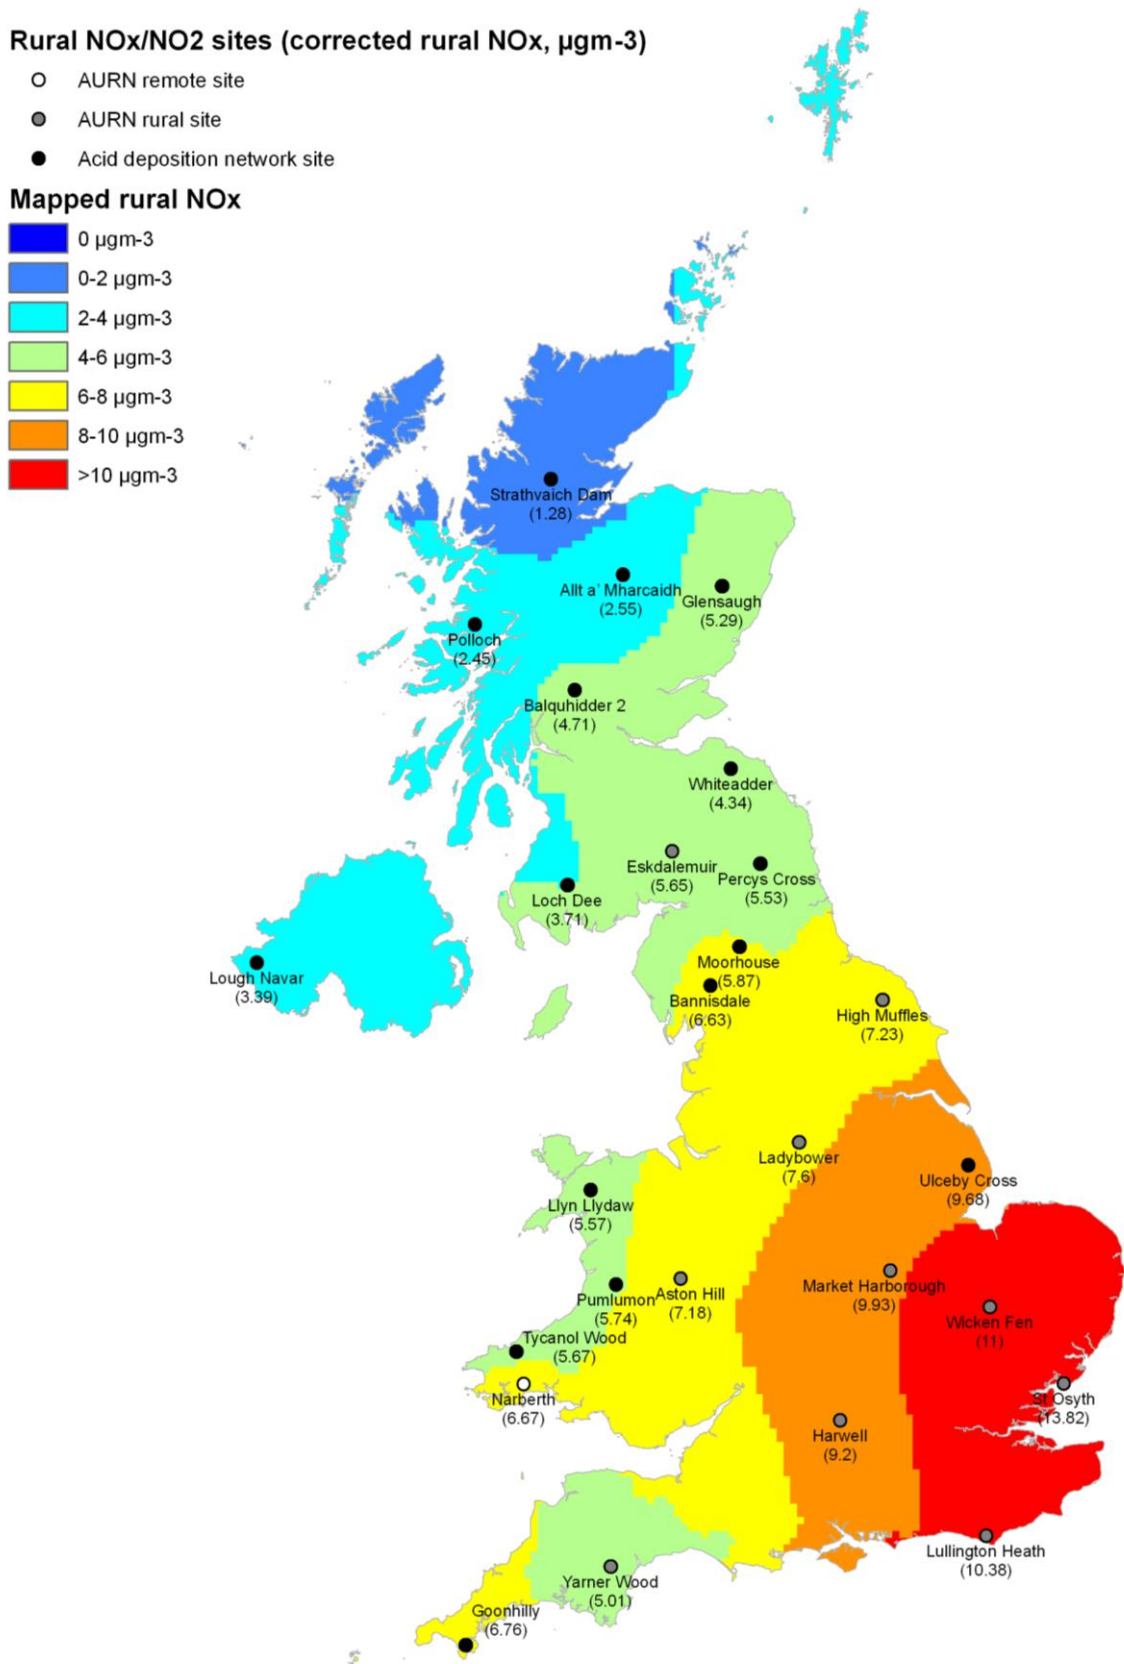 Rural NOx/NO2 sites (corrected rural NOx, µgm-3)
AURN remote site
AURN rural site
Acid deposition network site
Mapped rural NOx
0 µgm-3
0-2 µgm-3
2-4 µgm-3
4-6 µgm-3
6-8 µgm-3
8-10 µgm-3
>10 µgm-3
Strathvaich Dam
(1.28)
Allt a' Mharcaidh
(2.55)
Glensaugh
(5.29)
Polloch
(2.45)
Balquhidder 2
(4.71)
Whiteadder
(4.34)
Eskdalemuir
(5.65)
Percys Cross
(5.53)
Loch Dee
(3.71)
Lough Navar
(3.39)
Moorhouse
(5.87)
Bannisdale
(6.63)
High Muffles
(7.23)
Ladybower
(7.6)
Ulceby Cross
(9.68)
Llyn Llydaw
(5.57)
Pumlumon
(5.74)
Aston Hill
(7.18)
Market Harborough
(9.93)
Wicken Fen
(11)
Tycanol Wood
(5.67)
Narberth
(6.67)
St Osyth
(13.82)
Harwell
(9.2)
Lullington Heath
(10.38)
Yarner Wood
(5.01)
Goonhilly
(6.76)